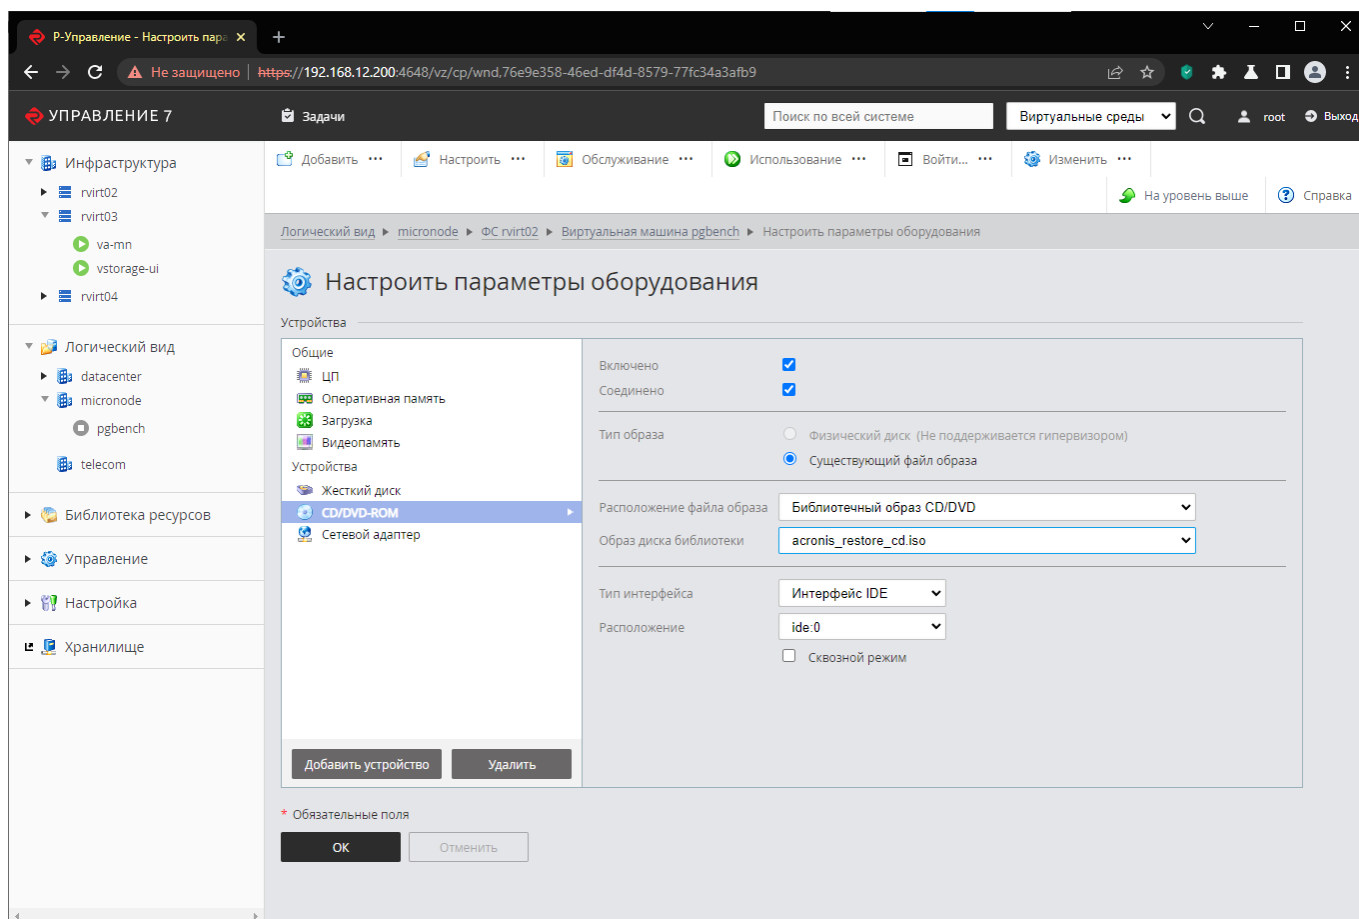 Р-Управление - Настроить пара
Не защищено https://192.168.12.200:4648/vz/cp/wnd,76e9e358-46ed-df4d-8579-77fc34a3afb9
УПРАВЛЕНИЕ 7
Задачи
Поиск по всей системе
Виртуальные среды
root
Выход
Инфраструктура
rvirt02
rvirt03
va-mn
vstorage-ui
rvirt04
Логический вид
datacenter
micronode
pgbench
telecom
Библиотека ресурсов
Управление
Настройка
Хранилище
Добавить ••• Настроить ••• Обслуживание ••• Использование ••• Войти... ••• Изменить •••
На уровень выше Справка
Логический вид micronode ФС rvirt02 Виртуальная машина pgbench Настроить параметры оборудования
Настроить параметры оборудования
Устройства
Общие
ЦП
Оперативная память
Загрузка
Видеопамять
Устройства
Жесткий диск
CD/DVD-ROM
Сетевой адаптер
Добавить устройство Удалить
Включено
Соединено
Тип образа Физический диск (Не поддерживается гипервизором)
Существующий файл образа
Расположение файла образа Библиотечный образ CD/DVD
Образ диска библиотеки acronis_restore_cd.iso
Тип интерфейса Интерфейс IDE
Расположение ide:0
Сквозной режим
* Обязательные поля
ОК Отменить